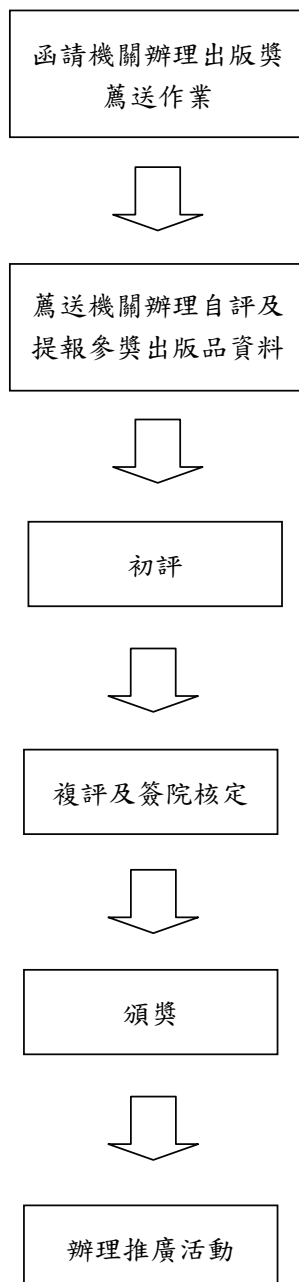 函請機關辦理出版獎
薦送作業
薦送機關辦理自評及
提報參獎出版品資料
初評
複評及簽院核定
頒獎
辦理推廣活動